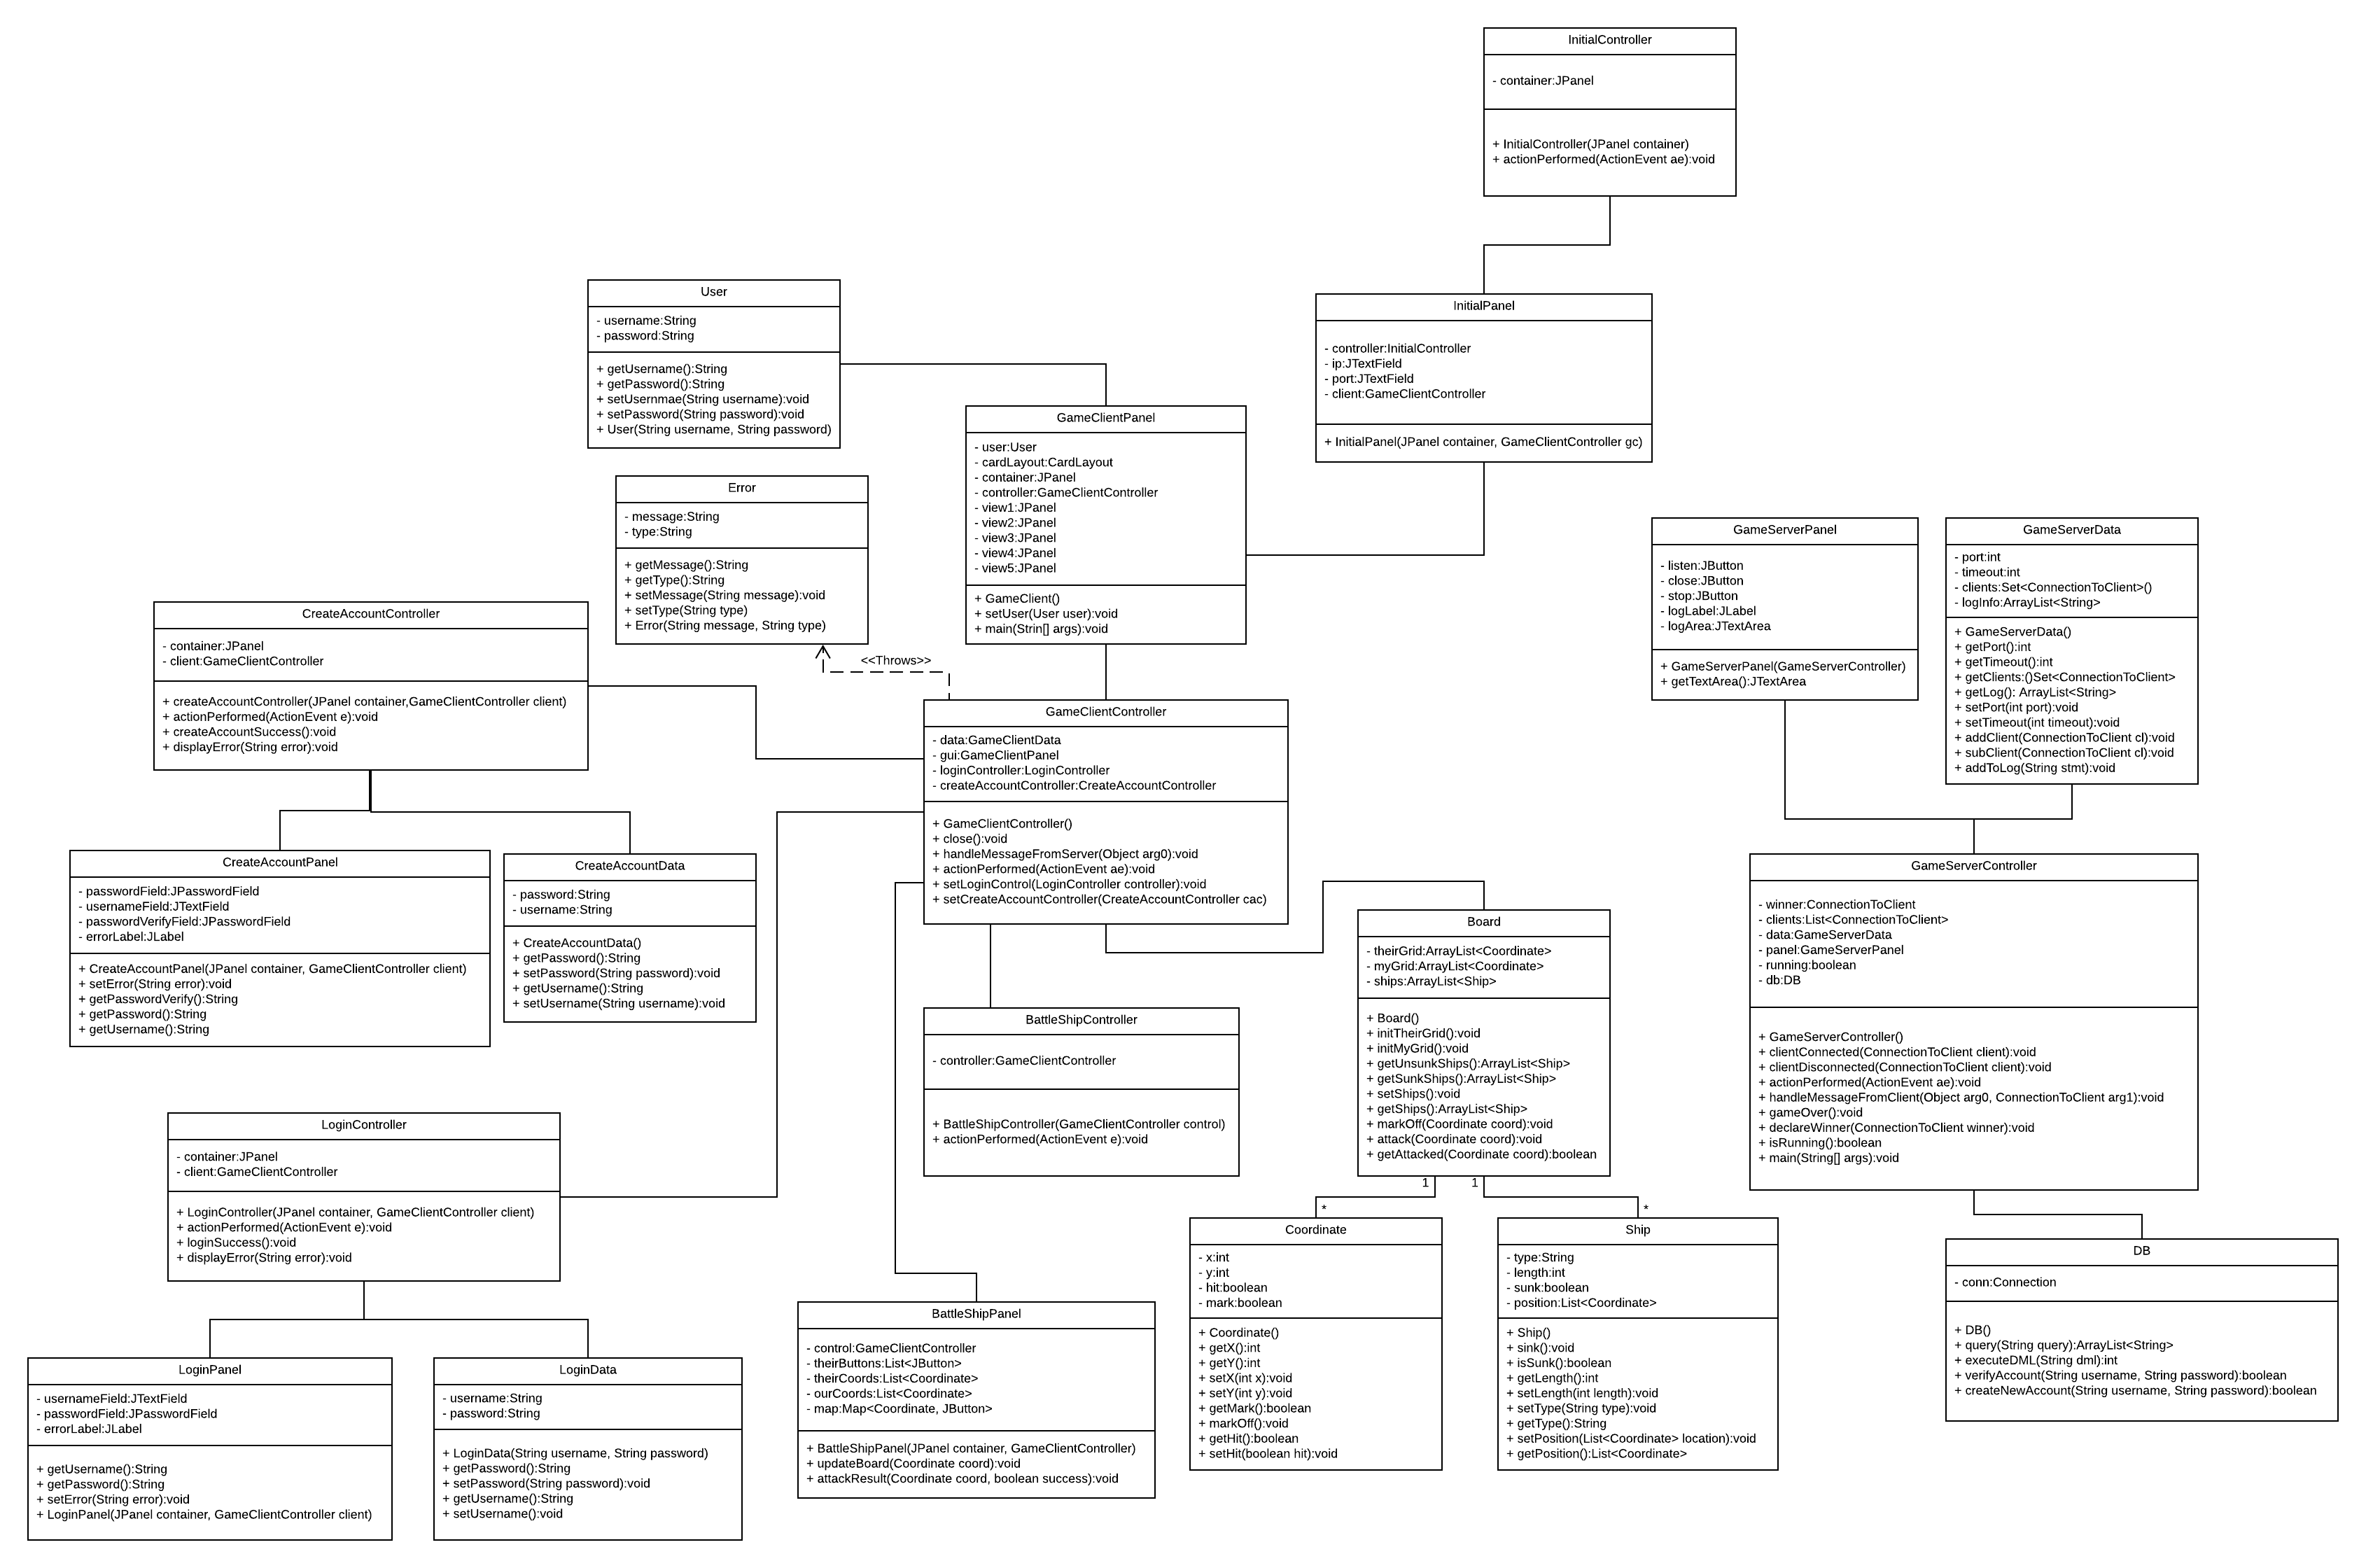 InitialController
- container:JPanel
+ InitialController(JPanel container)
+ actionPerformed(ActionEvent ae):void
User
- username:String
- password:String
+ getUsername():String
+ getPassword():String
+ setUsernmae(String username):void
+ setPassword(String password):void
+ User(String username, String password)
InitialPanel
- controller:InitialController
- ip:JTextField
- port:JTextField
- client:GameClientController
+ InitialPanel(JPanel container, GameClientController gc)
GameClientPanel
- user:User
- cardLayout:CardLayout
- container:JPanel
- controller:GameClientController
- view1:JPanel
- view2:JPanel
- view3:JPanel
- view4:JPanel
- view5:JPanel
+ GameClient()
+ setUser(User user):void
+ main(Strin[] args):void
Error
- message:String
- type:String
+ getMessage():String
+ getType():String
+ setMessage(String message):void
+ setType(String type)
+ Error(String message, String type)
<<Throws>>
GameServerPanel
- listen:JButton
- close:JButton
- stop:JButton
- logLabel:JLabel
- logArea:JTextArea
+ GameServerPanel(GameServerController)
+ getTextArea():JTextArea
GameServerData
- port:int
- timeout:int
- clients:Set<ConnectionToClient>()
- logInfo:ArrayList<String>
+ GameServerData()
+ getPort():int
+ getTimeout():int
+ getClients:()Set<ConnectionToClient>
+ getLog(): ArrayList<String>
+ setPort(int port):void
+ setTimeout(int timeout):void
+ addClient(ConnectionToClient cl):void
+ subClient(ConnectionToClient cl):void
+ addToLog(String stmt):void
CreateAccountController
- container:JPanel
- client:GameClientController
+ createAccountController(JPanel container,GameClientController client)
+ actionPerformed(ActionEvent e):void
+ createAccountSuccess():void
+ displayError(String error):void
GameClientController
- data:GameClientData
- gui:GameClientPanel
- loginController:LoginController
- createAccountController:CreateAccountController
+ GameClientController()
+ close():void
+ handleMessageFromServer(Object arg0):void
+ actionPerformed(ActionEvent ae):void
+ setLoginControl(LoginController controller):void
+ setCreateAccountController(CreateAccountController cac)
CreateAccountPanel
- passwordField:JPasswordField
- usernameField:JTextField
- passwordVerifyField:JPasswordField
- errorLabel:JLabel
+ CreateAccountPanel(JPanel container, GameClientController client)
+ setError(String error):void
+ getPasswordVerify():String
+ getPassword():String
+ getUsername():String
CreateAccountData
- password:String
- username:String
+ CreateAccountData()
+ getPassword():String
+ setPassword(String password):void
+ getUsername():String
+ setUsername(String username):void
GameServerController
- winner:ConnectionToClient
- clients:List<ConnectionToClient>
- data:GameServerData
- panel:GameServerPanel
- running:boolean
- db:DB
+ GameServerController()
+ clientConnected(ConnectionToClient client):void
+ clientDisconnected(ConnectionToClient client):void
+ actionPerformed(ActionEvent ae):void
+ handleMessageFromClient(Object arg0, ConnectionToClient arg1):void
+ gameOver():void
+ declareWinner(ConnectionToClient winner):void
+ isRunning():boolean
+ main(String[] args):void
Board
- theirGrid:ArrayList<Coordinate>
- myGrid:ArrayList<Coordinate>
- ships:ArrayList<Ship>
+ Board()
+ initTheirGrid():void
+ initMyGrid():void
+ getUnsunkShips():ArrayList<Ship>
+ getSunkShips():ArrayList<Ship>
+ setShips():void
+ getShips():ArrayList<Ship>
+ markOff(Coordinate coord):void
+ attack(Coordinate coord):void
+ getAttacked(Coordinate coord):boolean
1
1
*
*
BattleShipController
- controller:GameClientController
+ BattleShipController(GameClientController control)
+ actionPerformed(ActionEvent e):void
LoginController
- container:JPanel
- client:GameClientController
+ LoginController(JPanel container, GameClientController client)
+ actionPerformed(ActionEvent e):void
+ loginSuccess():void
+ displayError(String error):void
Coordinate
- x:int
- y:int
- hit:boolean
- mark:boolean
+ Coordinate()
+ getX():int
+ getY():int
+ setX(int x):void
+ setY(int y):void
+ getMark():boolean
+ markOff():void
+ getHit():boolean
+ setHit(boolean hit):void
Ship
- type:String
- length:int
- sunk:boolean
- position:List<Coordinate>
+ Ship()
+ sink():void
+ isSunk():boolean
+ getLength():int
+ setLength(int length):void
+ setType(String type):void
+ getType():String
+ setPosition(List<Coordinate> location):void
+ getPosition():List<Coordinate>
DB
- conn:Connection
+ DB()
+ query(String query):ArrayList<String>
+ executeDML(String dml):int
+ verifyAccount(String username, String password):boolean
+ createNewAccount(String username, String password):boolean
BattleShipPanel
- control:GameClientController
- theirButtons:List<JButton>
- theirCoords:List<Coordinate>
- ourCoords:List<Coordinate>
- map:Map<Coordinate, JButton>
+ BattleShipPanel(JPanel container, GameClientController)
+ updateBoard(Coordinate coord):void
+ attackResult(Coordinate coord, boolean success):void
LoginPanel
- usernameField:JTextField
- passwordField:JPasswordField
- errorLabel:JLabel
+ getUsername():String
+ getPassword():String
+ setError(String error):void
+ LoginPanel(JPanel container, GameClientController client)
LoginData
- username:String
- password:String
+ LoginData(String username, String password)
+ getPassword():String
+ setPassword(String password):void
+ getUsername():String
+ setUsername():void